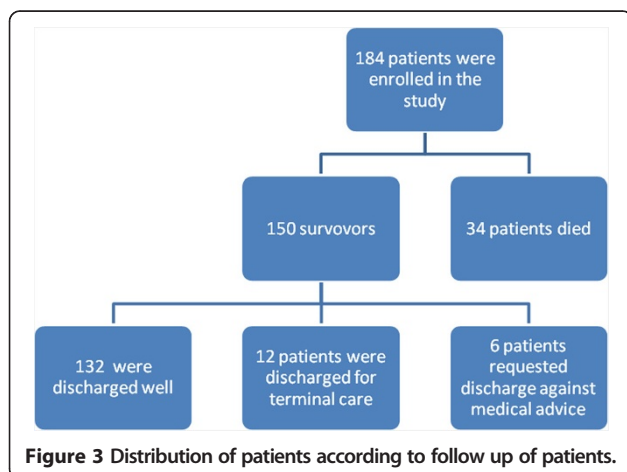 184 patients were
enrolled in the
study
150 survovors
34 patients died
132 were
discharged well
12 patients were
discharged for
terminal care
6 patients
requested
discharge against
medical advice
Figure 3 Distribution of patients according to follow up of patients.